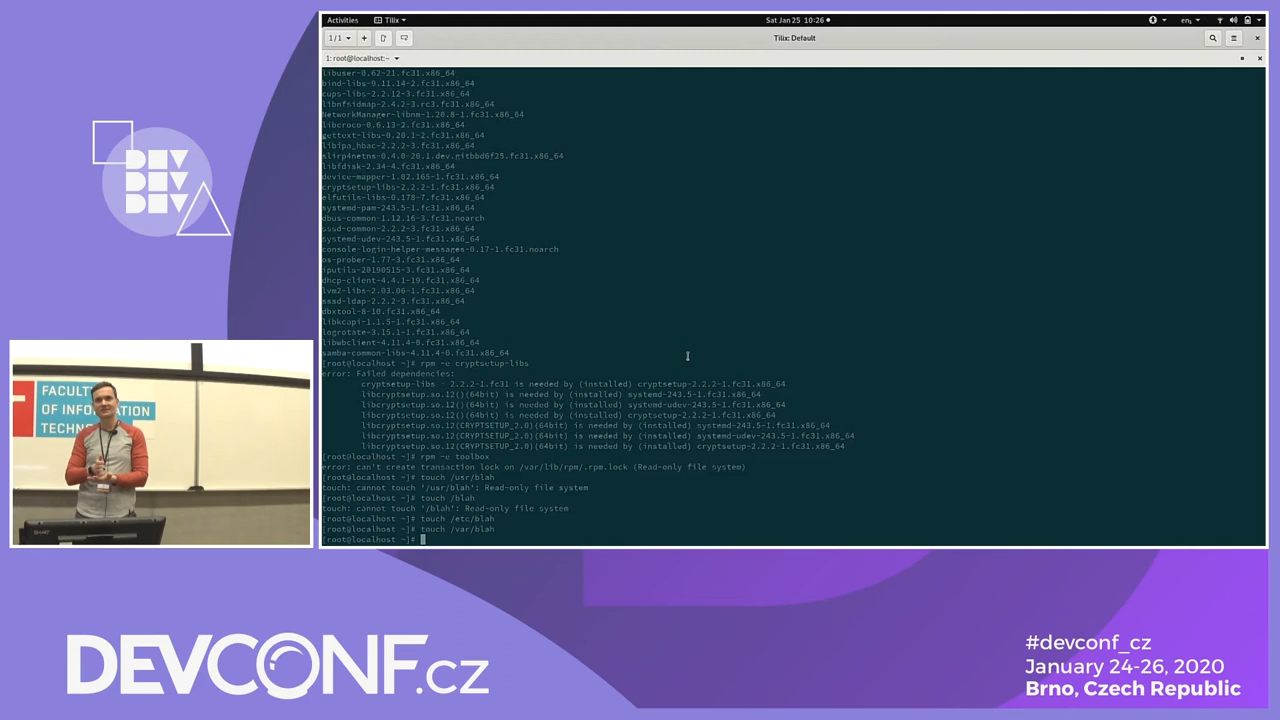 Activities Tilix Sat Jan 25 10:26 en
1/1 Tilix: Default
1: root@localhost:~
libuser-0.62-21.fc31.x86_64
bind-libs-9.11.14-2.fc31.x86_64
cups-libs-2.2.12-3.fc31.x86_64
libnfsidmap-2.4.2-3.rc3.fc31.x86_64
NetworkManager-libnm-1.20.8-1.fc31.x86_64
libcroco-0.6.13-2.fc31.x86_64
gettext-libs-0.20.1-2.fc31.x86_64
libipa_hbac-2.2.2-3.fc31.x86_64
slirp4netns-0.4.0-20.1.dev.gitbbd6f25.fc31.x86_64
libfdisk-2.34-4.fc31.x86_64
device-mapper-1.02.165-1.fc31.x86_64
cryptsetup-libs-2.2.2-1.fc31.x86_64
elfutils-libs-0.178-7.fc31.x86_64
systemd-pam-243.5-1.fc31.x86_64
dbus-common-1.12.16-3.fc31.noarch
sssd-common-2.2.2-3.fc31.x86_64
systemd-udev-243.5-1.fc31.x86_64
console-login-helper-messages-0.17-1.fc31.noarch
os-prober-1.77-3.fc31.x86_64
iputils-20190515-3.fc31.x86_64
dhcp-client-4.4.1-19.fc31.x86_64
lvm2-libs-2.03.06-1.fc31.x86_64
sssd-ldap-2.2.2-3.fc31.x86_64
dbxtool-8-10.fc31.x86_64
libkcapi-1.1.5-1.fc31.x86_64
logrotate-3.15.1-1.fc31.x86_64
libwbclient-4.11.4-0.fc31.x86_64
samba-common-libs-4.11.4-0.fc31.x86_64
[root@localhost ~]# rpm -e cryptsetup-libs
error: Failed dependencies:
cryptsetup-libs = 2.2.2-1.fc31 is needed by (installed) cryptsetup-2.2.2-1.fc31.x86_64
libcryptsetup.so.12()(64bit) is needed by (installed) systemd-243.5-1.fc31.x86_64
libcryptsetup.so.12()(64bit) is needed by (installed) systemd-udev-243.5-1.fc31.x86_64
libcryptsetup.so.12()(64bit) is needed by (installed) cryptsetup-2.2.2-1.fc31.x86_64
libcryptsetup.so.12(CRYPTSETUP_2.0)(64bit) is needed by (installed) systemd-243.5-1.fc31.x86_64
libcryptsetup.so.12(CRYPTSETUP_2.0)(64bit) is needed by (installed) systemd-udev-243.5-1.fc31.x86_64
libcryptsetup.so.12(CRYPTSETUP_2.0)(64bit) is needed by (installed) cryptsetup-2.2.2-1.fc31.x86_64
[root@localhost ~]# rpm -e toolbox
error: can't create transaction lock on /var/lib/rpm/.rpm.lock (Read-only file system)
[root@localhost ~]# touch /usr/blah
touch: cannot touch '/usr/blah': Read-only file system
[root@localhost ~]# touch /blah
touch: cannot touch '/blah': Read-only file system
[root@localhost ~]# touch /etc/blah
[root@localhost ~]# touch /var/blah
[root@localhost ~]#
DEV
DEV
DEV
FACULTY
OF INFORMATION
DEVCONF.cz
#devconf_cz
January 24-26, 2020
Brno, Czech Republic